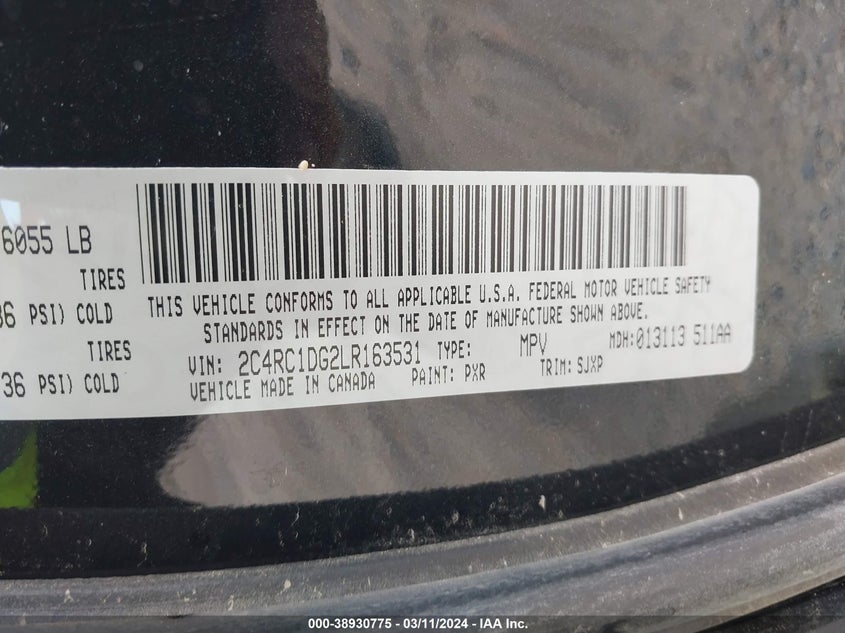 6055 LB
TIRES
36 PSI) COLD
TIRES
36 PSI) COLD
THIS VEHICLE CONFORMS TO ALL APPLICABLE U.S.A. FEDERAL MOTOR VEHICLE SAFETY
STANDARDS IN EFFECT ON THE DATE OF MANUFACTURE SHOWN ABOVE.
VIN: 2C4RC1DG2LR163531 TYPE: MPV MDH:013113 511AA
VEHICLE MADE IN CANADA PAINT: PXR TRIM: SJXP
000-38930775 - 03/11/2024 - IAA Inc.